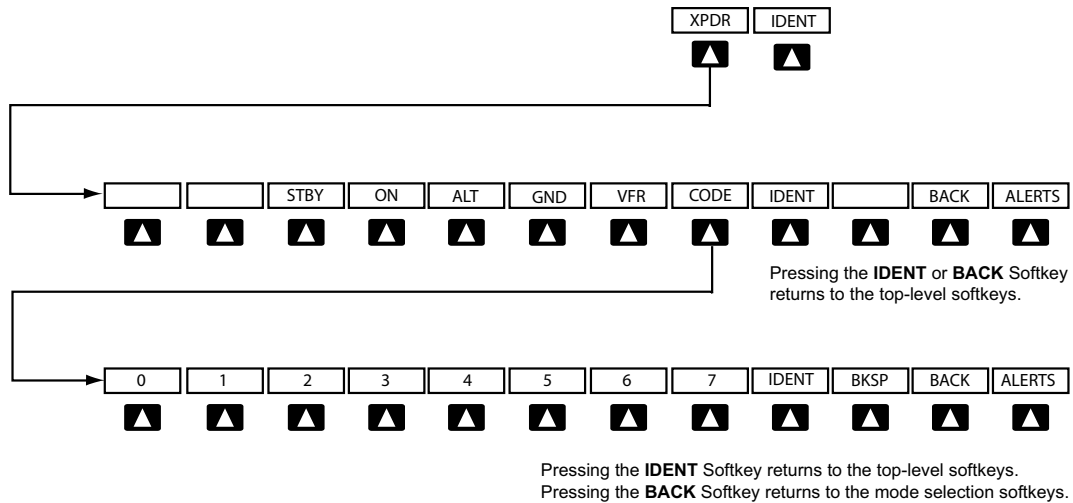 XPDR IDENT
STBY ON ALT GND VFR CODE IDENT BACK ALERTS
Pressing the IDENT or BACK Softkey
returns to the top-level softkeys.
0 1 2 3 4 5 6 7 IDENT BKSP BACK ALERTS
Pressing the IDENT Softkey returns to the top-level softkeys.
Pressing the BACK Softkey returns to the mode selection softkeys.